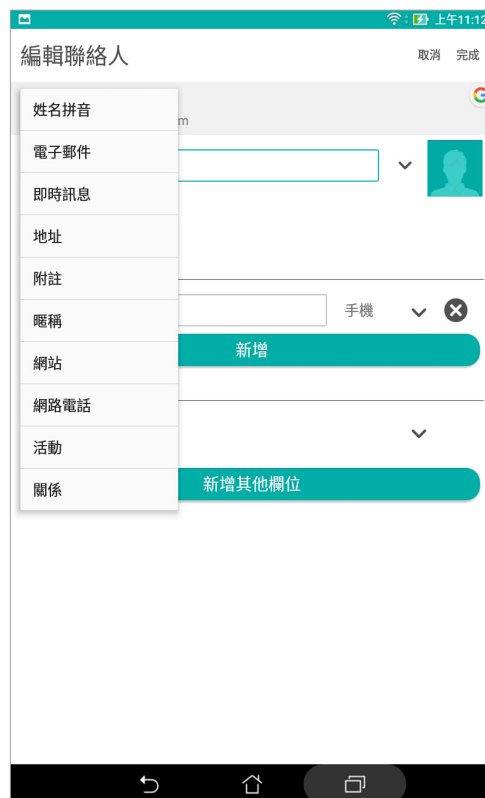 上午11:12
編輯聯絡人 取消 完成
姓名拼音
m
電子郵件
即時訊息
地址
附註
暱稱
手機
新增
網站
網路電話
活動
關係
新增其他欄位